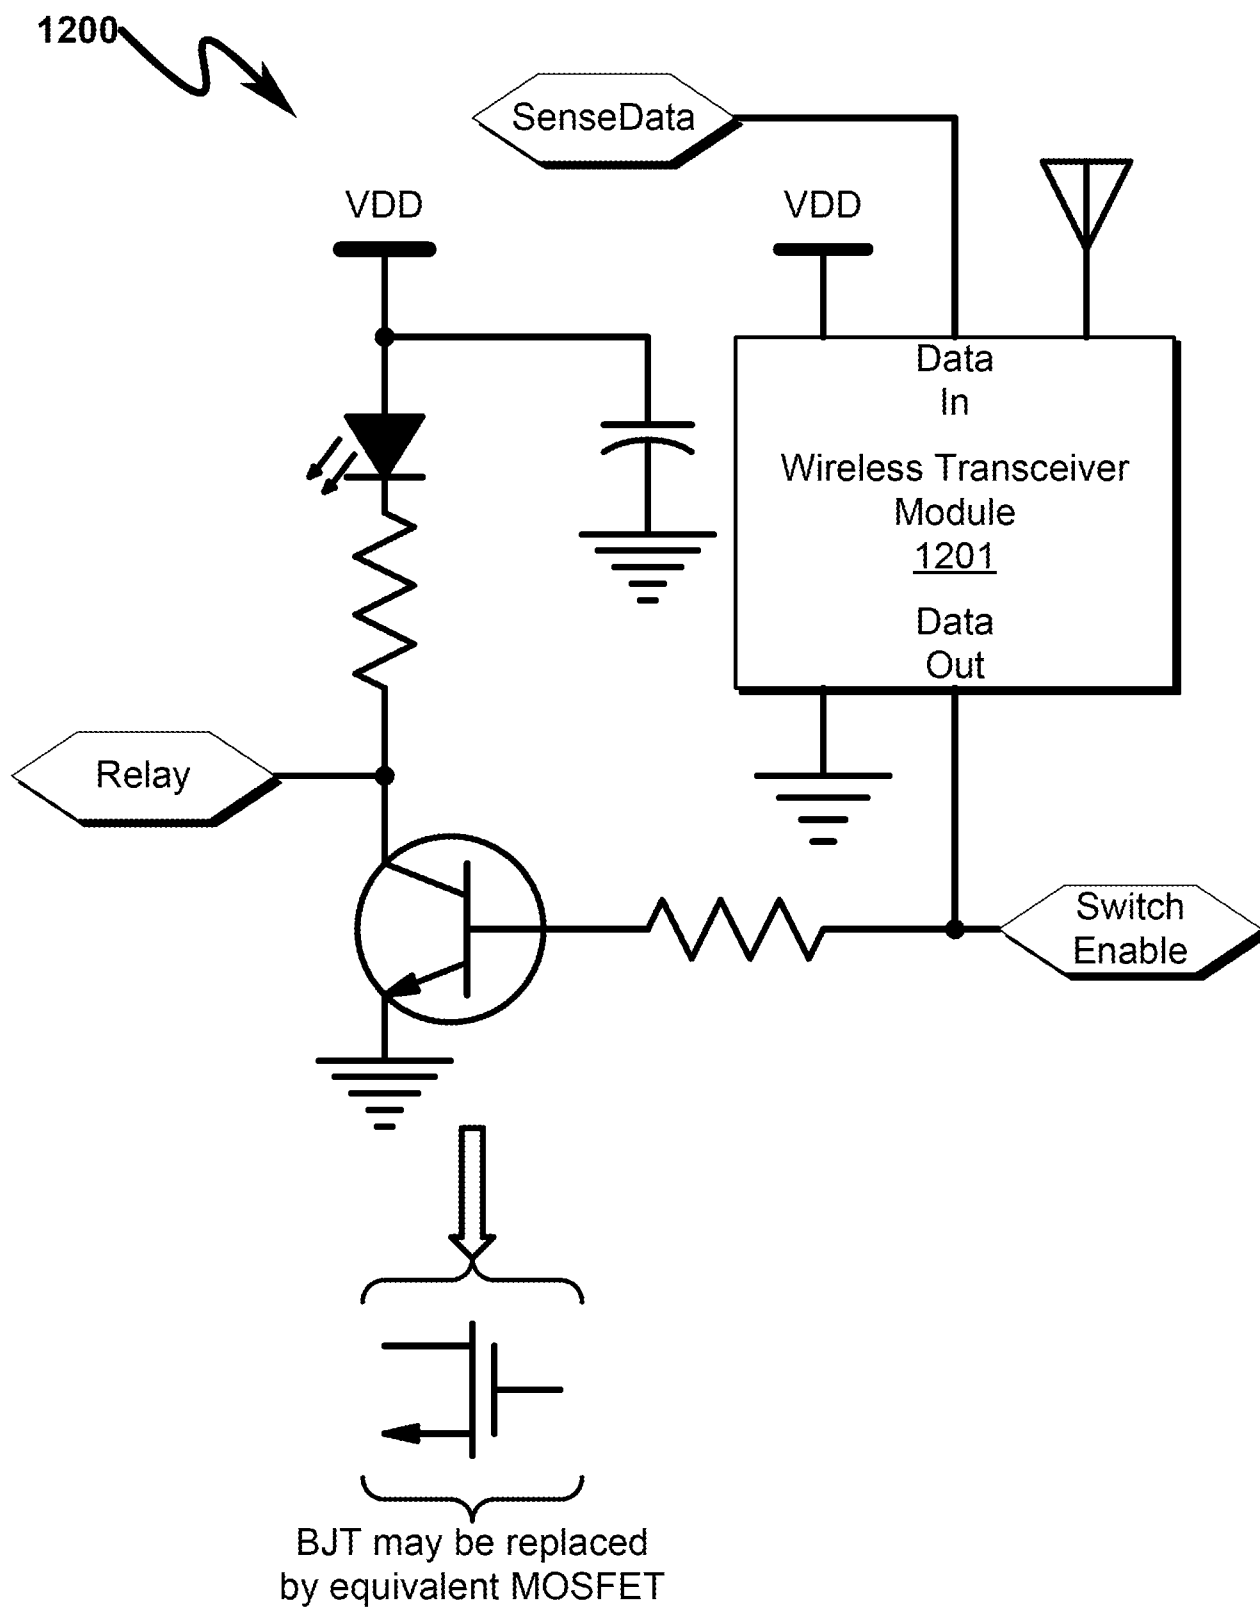 1200
SenseData
VDD
VDD
Data
In
Wireless Transceiver
Module
1201
Data
Out
Relay
Switch
Enable
BJT may be replaced
by equivalent MOSFET